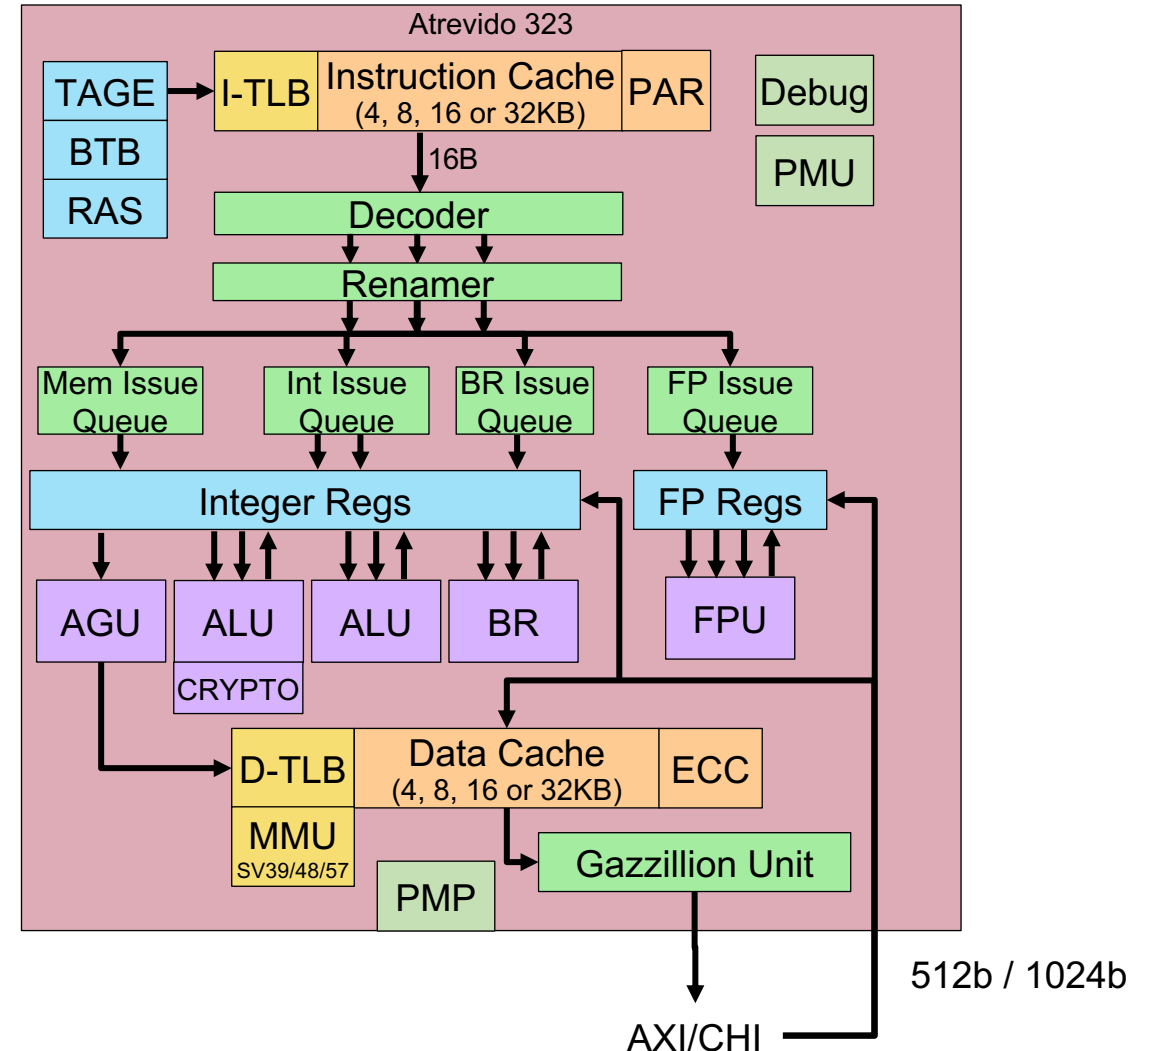 Atrevido 323
TAGE
I-TLB
Instruction Cache
(4, 8, 16 or 32KB)
PAR
Debug
BTB
16B
PMU
RAS
Decoder
Renamer
Mem Issue
Queue
Int Issue
Queue
BR Issue
Queue
FP Issue
Queue
Integer Regs
FP Regs
AGU
ALU
ALU
BR
FPU
CRYPTO
D-TLB
Data Cache
(4, 8, 16 or 32KB)
ECC
MMU
SV39/48/57
Gazzillion Unit
PMP
512b / 1024b
AXI/CHI